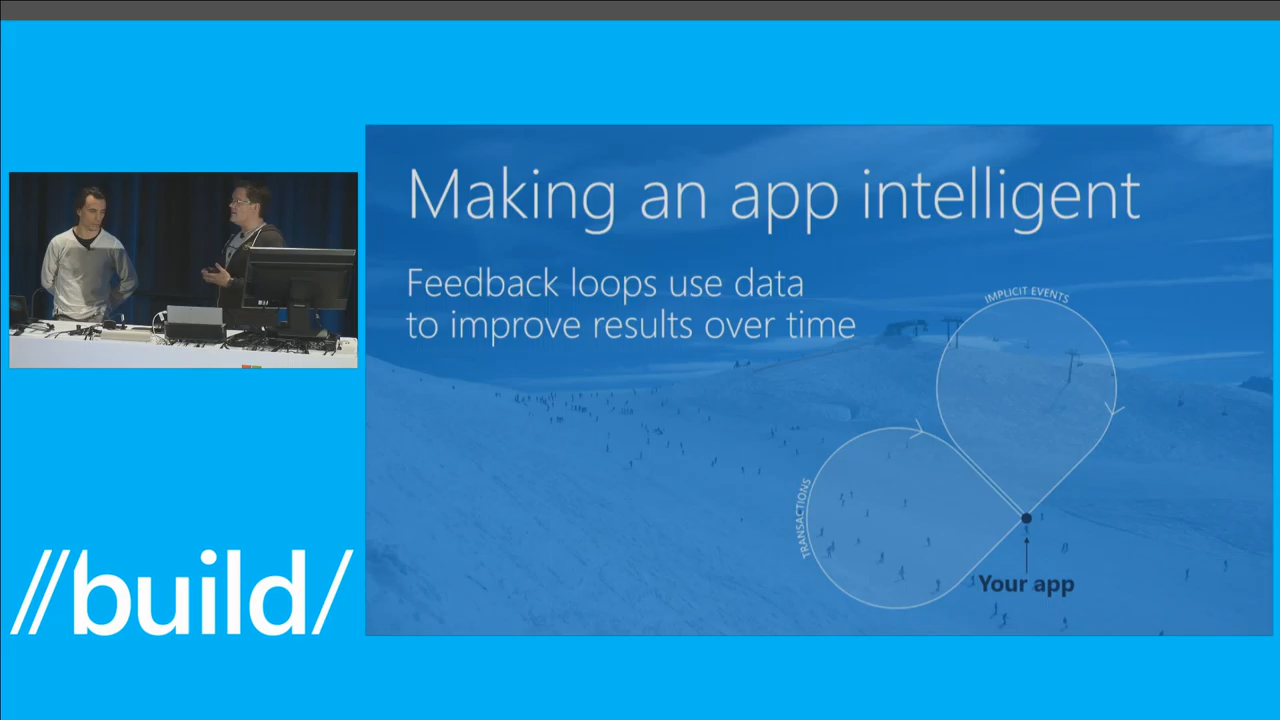 Making an app intelligent
Feedback loops use data
to improve results over time
IMPLICIT EVENTS
TRANSACTIONS
Your app
//build/